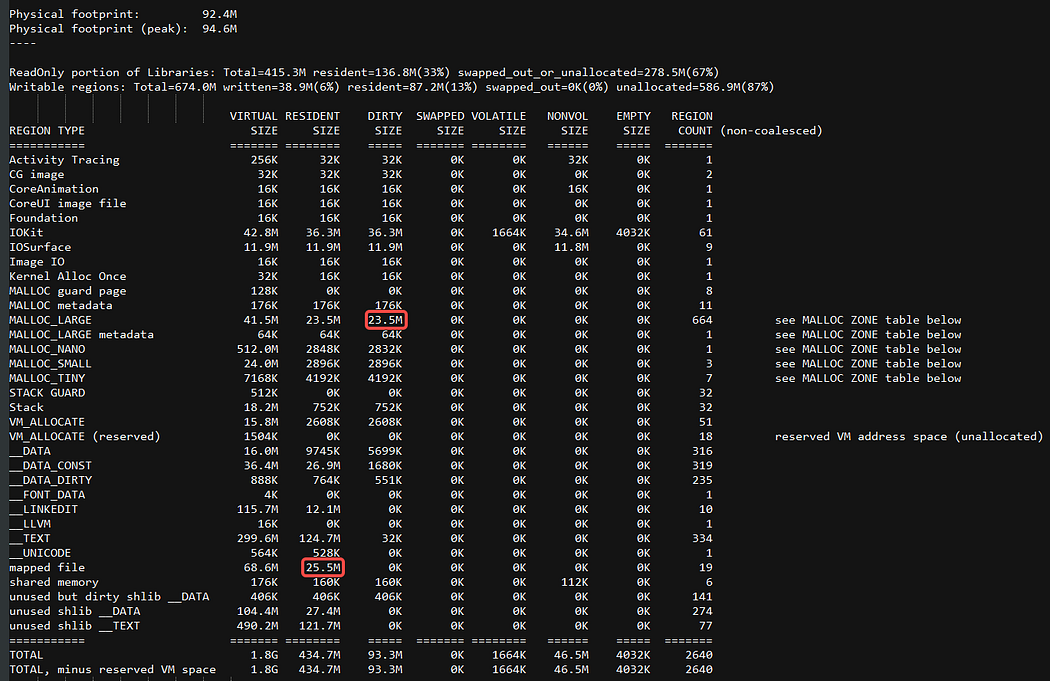 Physical footprint:         92.4M
Physical footprint (peak):  94.6M
----
ReadOnly portion of Libraries: Total=415.3M resident=136.8M(33%) swapped_out_or_unallocated=278.5M(67%)
Writable regions: Total=674.0M written=38.9M(6%) resident=87.2M(13%) swapped_out=0K(0%) unallocated=586.9M(87%)
VIRTUAL RESIDENT DIRTY SWAPPED VOLATILE NONVOL EMPTY REGION
REGION TYPE SIZE SIZE SIZE SIZE SIZE SIZE SIZE COUNT (non-coalesced)
=========== ======= ======== ===== ======= ======== ====== ===== =======
Activity Tracing 256K 32K 32K 0K 0K 32K 0K 1
CG image 32K 32K 32K 0K 0K 0K 0K 2
CoreAnimation 16K 16K 16K 0K 0K 16K 0K 1
CoreUI image file 16K 16K 16K 0K 0K 0K 0K 1
Foundation 16K 16K 16K 0K 0K 0K 0K 1
IOKit 42.8M 36.3M 36.3M 0K 1664K 34.6M 4032K 61
IOSurface 11.9M 11.9M 11.9M 0K 0K 11.8M 0K 9
Image IO 16K 16K 16K 0K 0K 0K 0K 1
Kernel Alloc Once 32K 16K 16K 0K 0K 0K 0K 1
MALLOC guard page 128K 0K 0K 0K 0K 0K 0K 8
MALLOC metadata 176K 176K 176K 0K 0K 0K 0K 11
MALLOC_LARGE 41.5M 23.5M 23.5M 0K 0K 0K 0K 664 see MALLOC ZONE table below
MALLOC_LARGE metadata 64K 64K 64K 0K 0K 0K 0K 1 see MALLOC ZONE table below
MALLOC_NANO 512.0M 2848K 2832K 0K 0K 0K 0K 1 see MALLOC ZONE table below
MALLOC_SMALL 24.0M 2896K 2896K 0K 0K 0K 0K 3 see MALLOC ZONE table below
MALLOC_TINY 7168K 4192K 4192K 0K 0K 0K 0K 7 see MALLOC ZONE table below
STACK GUARD 512K 0K 0K 0K 0K 0K 0K 32
Stack 18.2M 752K 752K 0K 0K 0K 0K 32
VM_ALLOCATE 15.8M 2608K 2608K 0K 0K 0K 0K 51
VM_ALLOCATE (reserved) 1504K 0K 0K 0K 0K 0K 0K 18 reserved VM address space (unallocated)
__DATA 16.0M 9745K 5699K 0K 0K 0K 0K 316
__DATA_CONST 36.4M 26.9M 1680K 0K 0K 0K 0K 319
__DATA_DIRTY 888K 764K 551K 0K 0K 0K 0K 235
__FONT_DATA 4K 0K 0K 0K 0K 0K 0K 1
__LINKEDIT 115.7M 12.1M 0K 0K 0K 0K 0K 10
__LLVM 16K 0K 0K 0K 0K 0K 0K 1
__TEXT 299.6M 124.7M 32K 0K 0K 0K 0K 334
__UNICODE 564K 528K 0K 0K 0K 0K 0K 1
mapped file 68.6M 25.5M 0K 0K 0K 0K 0K 19
shared memory 176K 160K 160K 0K 0K 112K 0K 6
unused but dirty shlib __DATA 406K 406K 406K 0K 0K 0K 0K 141
unused shlib __DATA 104.4M 27.4M 0K 0K 0K 0K 0K 274
unused shlib __TEXT 490.2M 121.7M 0K 0K 0K 0K 0K 77
=========== ======= ======== ===== ======= ======== ====== ===== =======
TOTAL 1.8G 434.7M 93.3M 0K 1664K 46.5M 4032K 2640
TOTAL, minus reserved VM space 1.8G 434.7M 93.3M 0K 1664K 46.5M 4032K 2640